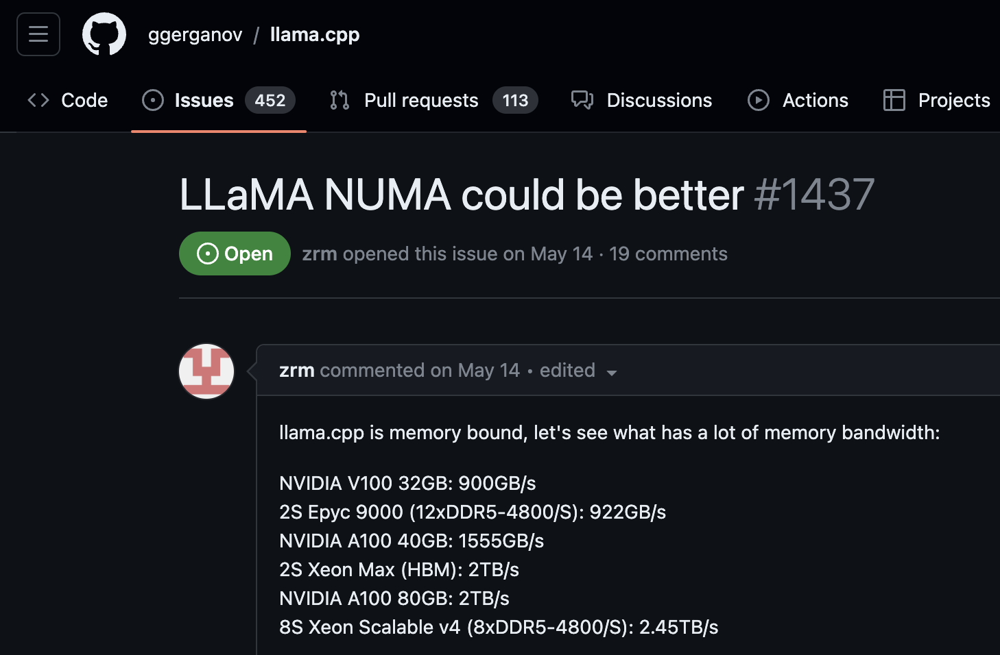 ggerganov / llama.cpp
Code Issues 452 Pull requests 113 Discussions Actions Projects
LLaMA NUMA could be better #1437
Open zrm opened this issue on May 14 · 19 comments
zrm commented on May 14 • edited
llama.cpp is memory bound, let's see what has a lot of memory bandwidth:
NVIDIA V100 32GB: 900GB/s
2S Epyc 9000 (12xDDR5-4800/S): 922GB/s
NVIDIA A100 40GB: 1555GB/s
2S Xeon Max (HBM): 2TB/s
NVIDIA A100 80GB: 2TB/s
8S Xeon Scalable v4 (8xDDR5-4800/S): 2.45TB/s